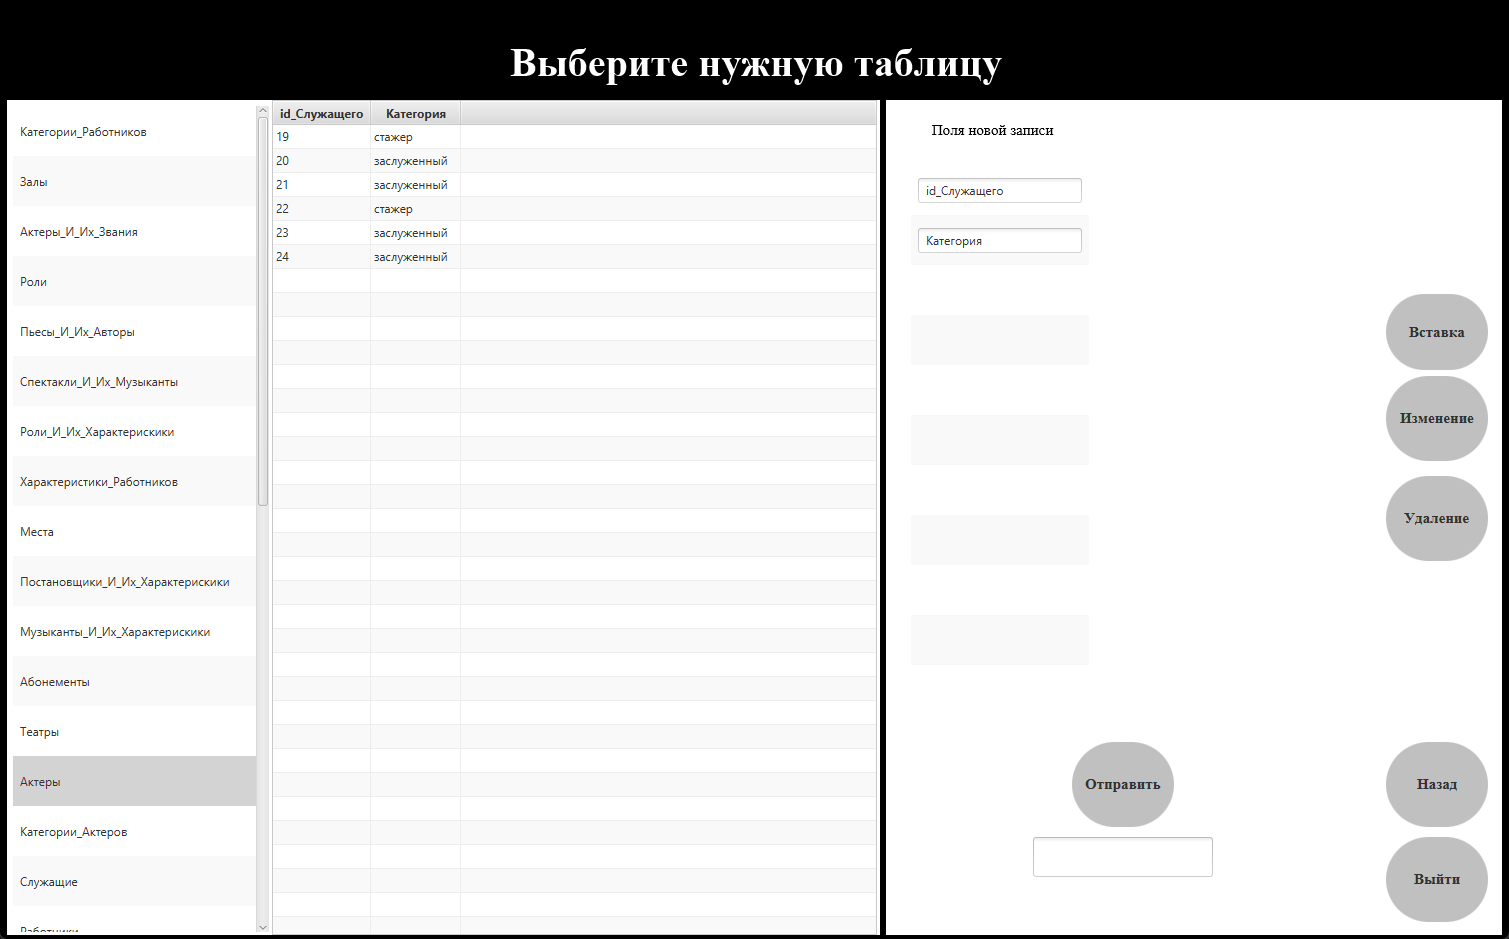 Выберите нужную таблицу
Категории_Работников
Залы
Актеры_И_Их_Звания
Роли
Пьесы_И_Их_Авторы
Спектакли_И_Их_Музыканты
Роли_И_Их_Характерискики
Характеристики_Работников
Места
Постановщики_И_Их_Характерискики
Музыканты_И_Их_Характерискики
Абонементы
Театры
Актеры
Категории_Актеров
Служащие
Работники
id_Служащего Категория
19 стажер
20 заслуженный
21 заслуженный
22 стажер
23 заслуженный
24 заслуженный
Поля новой записи
id_Служащего
Категория
Вставка
Изменение
Удаление
Отправить
Назад
Выйти